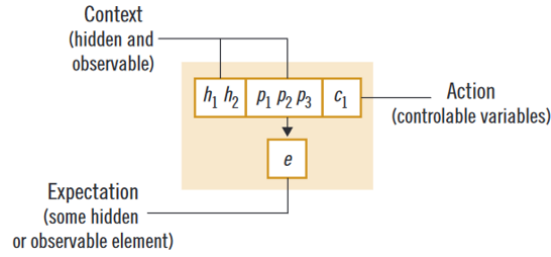 Context
(hidden and
observable)
h1 h2 p1 p2 p3 c1
Action
(controlable variables)
e
Expectation
(some hidden
or observable element)